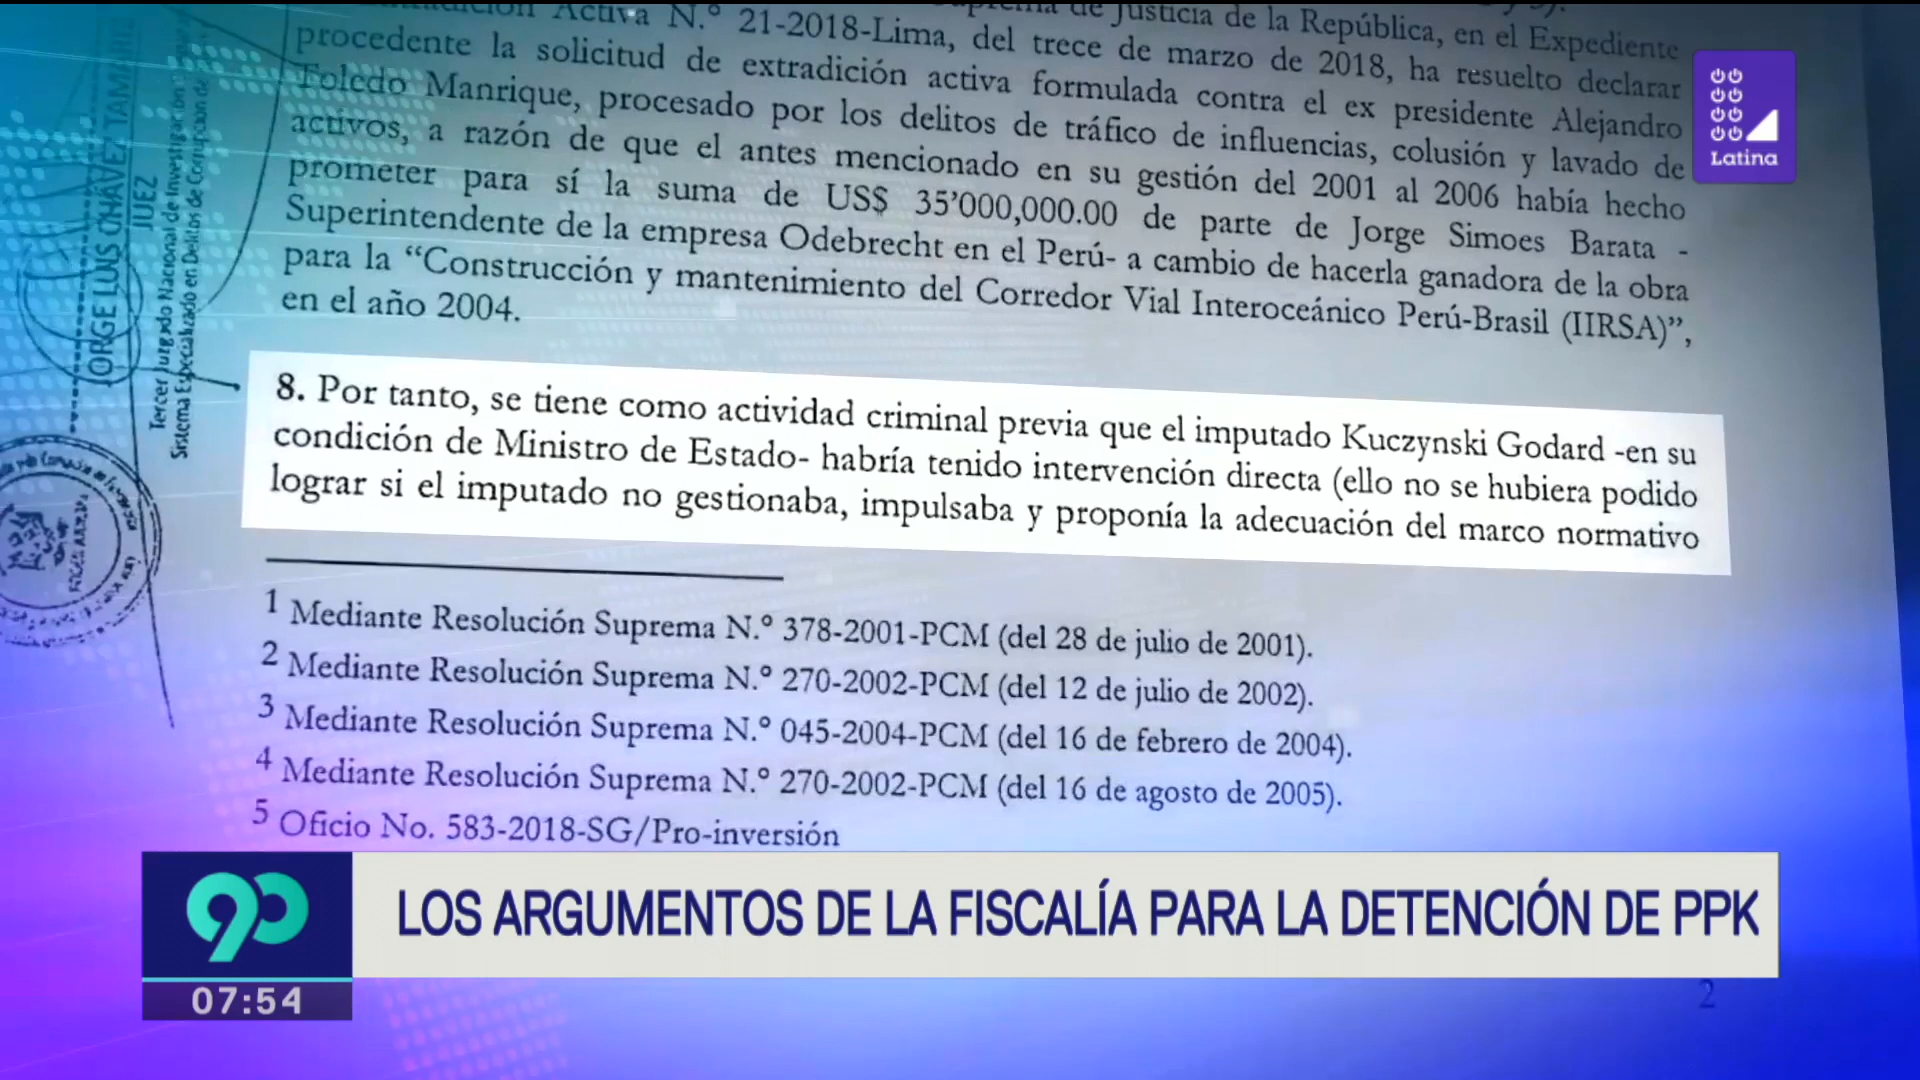 Activa N.º 21-2018-Lima, del trece de marzo de 2018, ha resuelto declarar
de Justicia de la República, en el Expediente
procedente la solicitud de extradición activa formulada contra el ex presidente Alejandro
Toledo Manrique, procesado por los delitos de tráfico de influencias, colusión y lavado de
activos, a razón de que el antes mencionado en su gestión del 2001 al 2006 había hecho
prometer para sí la suma de US$ 35'000,000.00 de parte de Jorge Simoes Barata -
Superintendente de la empresa Odebrecht en el Perú- a cambio de hacerla ganadora de la obra
para la “Construcción y mantenimiento del Corredor Vial Interoceánico Perú-Brasil (IIRSA)”,
en el año 2004.
8. Por tanto, se tiene como actividad criminal previa que el imputado Kuczynski Godard -en su
condición de Ministro de Estado- habría tenido intervención directa (ello no se hubiera podido
lograr si el imputado no gestionaba, impulsaba y proponía la adecuación del marco normativo
1 Mediante Resolución Suprema N.º 378-2001-PCM (del 28 de julio de 2001).
2 Mediante Resolución Suprema N.º 270-2002-PCM (del 12 de julio de 2002).
3 Mediante Resolución Suprema N.º 045-2004-PCM (del 16 de febrero de 2004).
4 Mediante Resolución Suprema N.º 270-2002-PCM (del 16 de agosto de 2005).
5 Oficio No. 583-2018-SG/Pro-inversión
2
JORGE LUIS CHÁVEZ
JUEZ
Tercer Juzgado Nacional de Investigación
Sistema Especializado en Delitos de Corrupción de
Latina
90
LOS ARGUMENTOS DE LA FISCALÍA PARA LA DETENCIÓN DE PPK
07:54